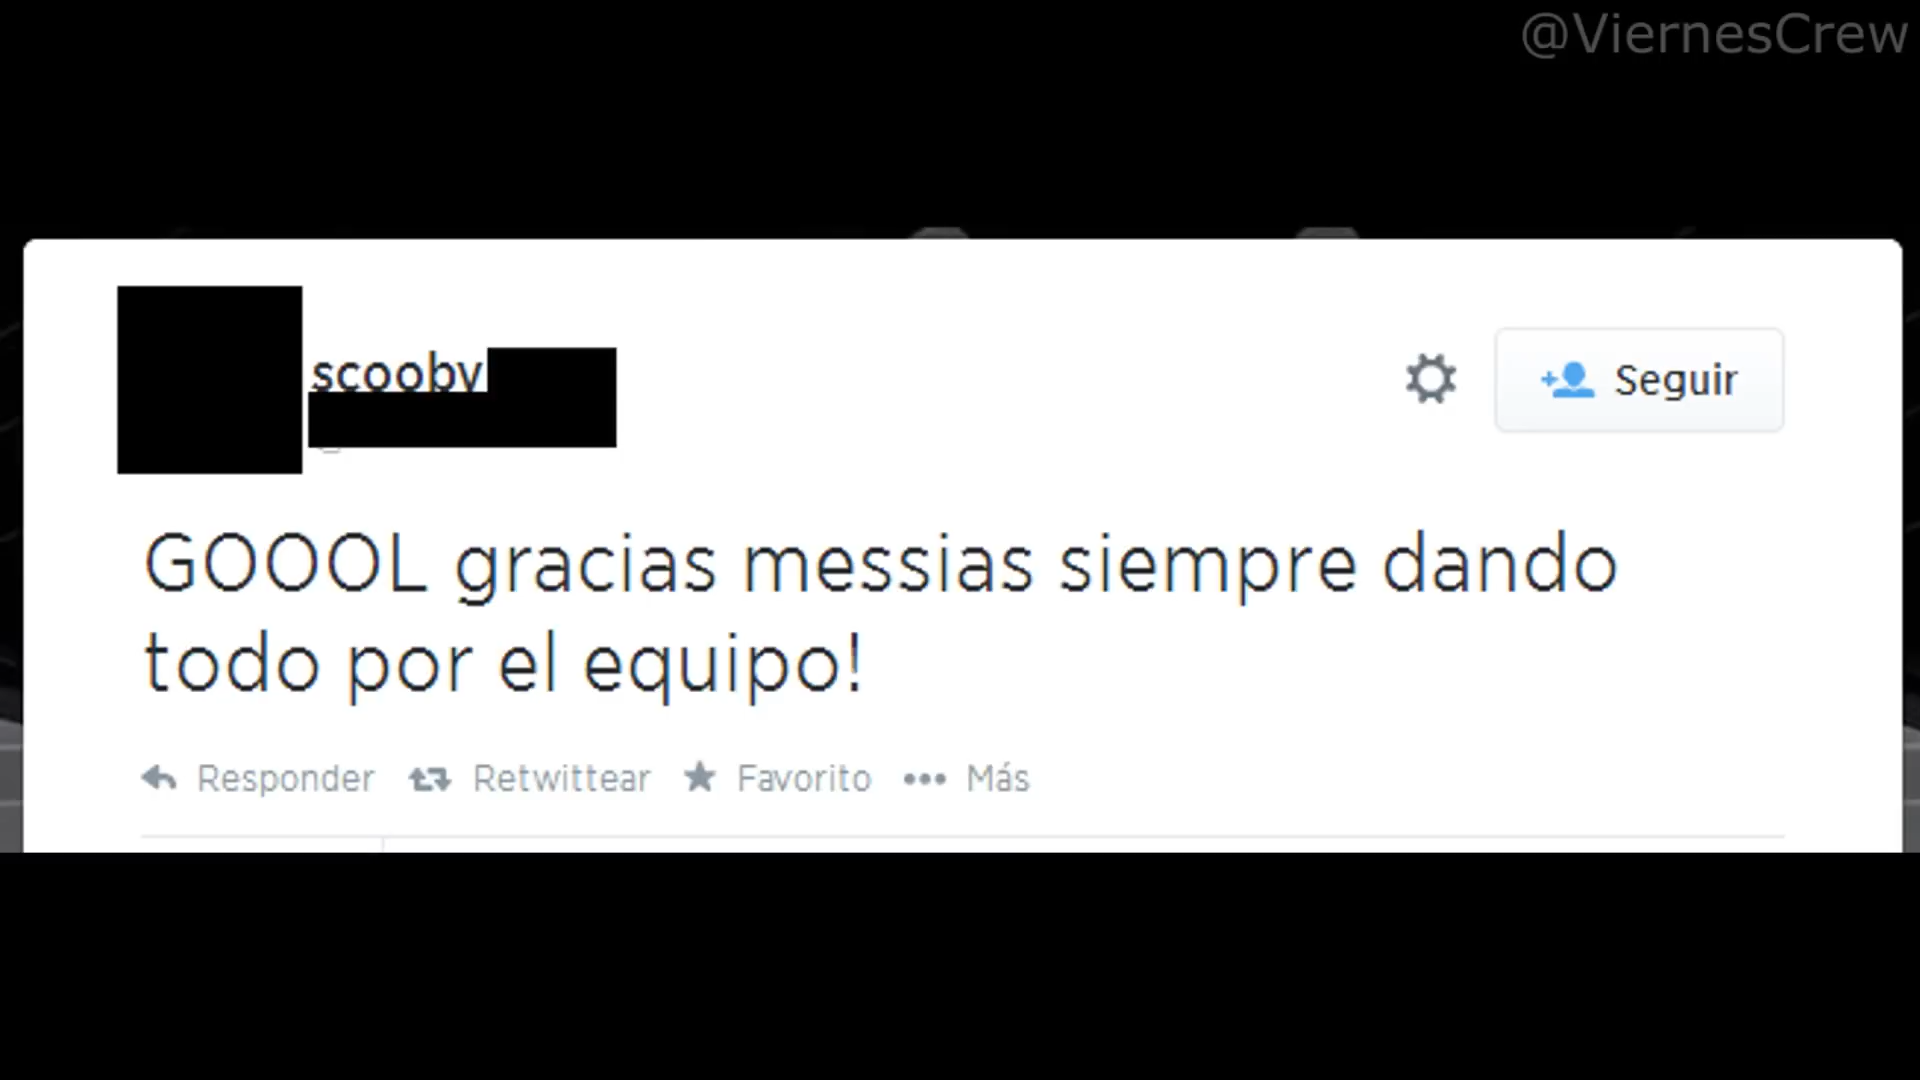 @ViernesCrew
scooby
Seguir
GOOOL gracias messias siempre dando
todo por el equipo!
Responder Retwittear Favorito Más